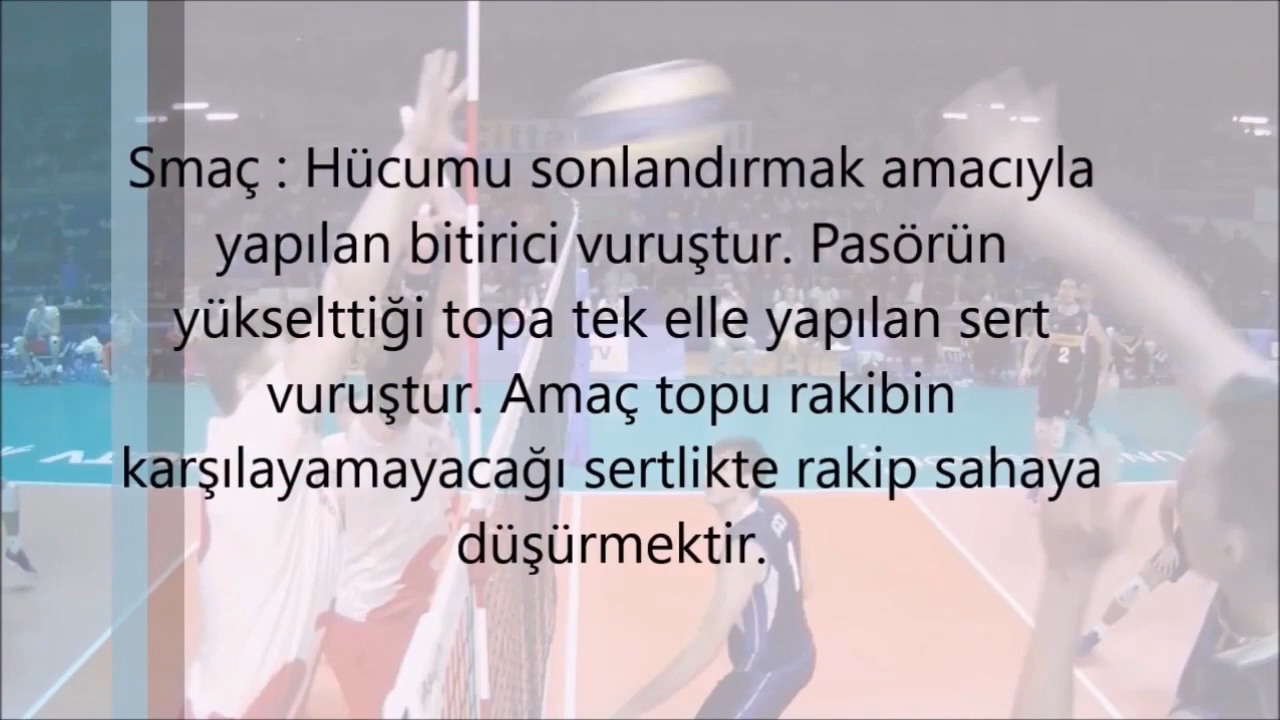 Smaç : Hücumu sonlandırmak amacıyla
yapılan bitirici vuruştur. Pasörün
yükselttiği topa tek elle yapılan sert
vuruştur. Amaç topu rakibin
karşılayamayacağı sertlikte rakip sahaya
düşürmektir.
2